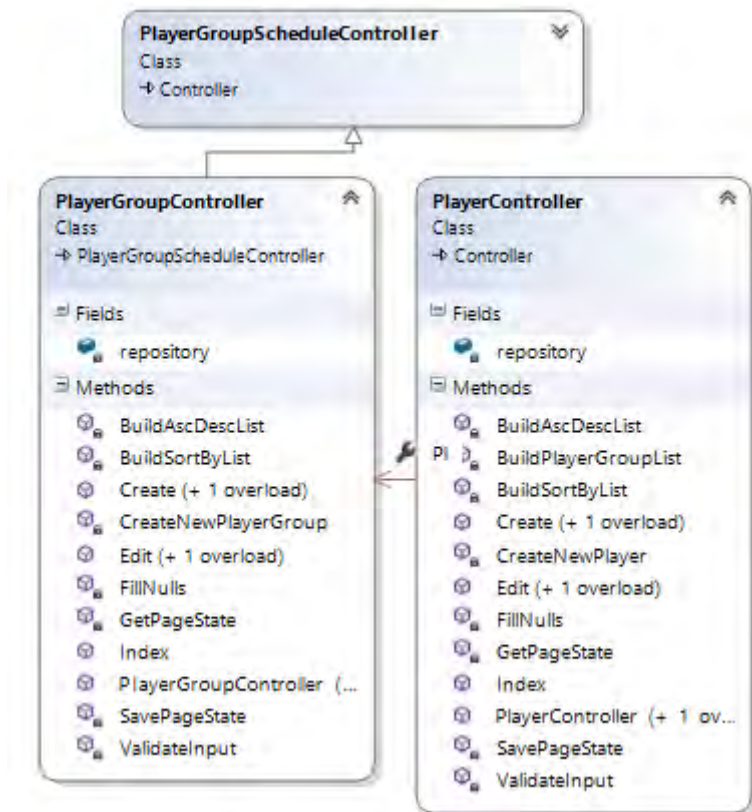 PlayerGroupScheduleController
Class
Controller
PlayerGroupController
Class
PlayerGroupScheduleController
Fields
repository
Methods
BuildAscDescList
BuildSortByList
Create (+ 1 overload)
CreateNewPlayerGroup
Edit (+ 1 overload)
FillNulls
GetPageState
Index
PlayerGroupController (...
SavePageState
ValidateInput
Pl
PlayerController
Class
Controller
Fields
repository
Methods
BuildAscDescList
BuildPlayerGroupList
BuildSortByList
Create (+ 1 overload)
CreateNewPlayer
Edit (+ 1 overload)
FillNulls
GetPageState
Index
PlayerController (+ 1 ov...
SavePageState
ValidateInput